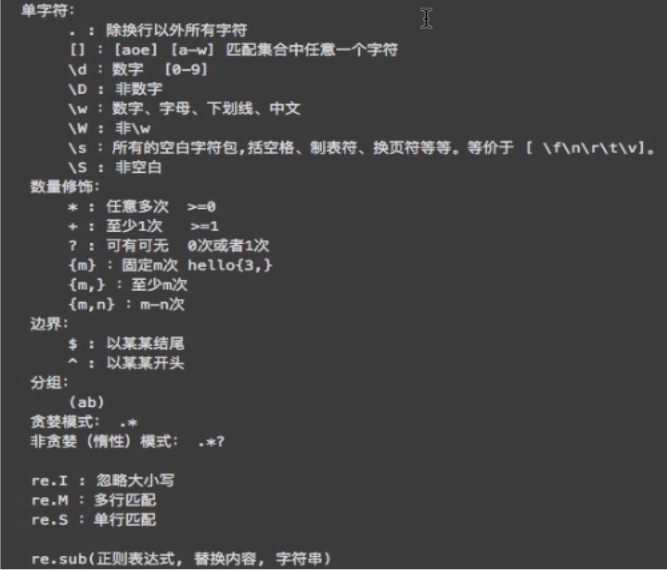 单字符：
. : 除换行以外所有字符
[] : [aoe] [a-w] 匹配集合中任意一个字符
\d : 数字 [0-9]
\D : 非数字
\w : 数字、字母、下划线、中文
\W : 非\w
\s : 所有的空白字符包,括空格、制表符、换页符等等。等价于 [ \f\n\r\t\v]。
\S : 非空白
数量修饰：
* : 任意多次 >=0
+ : 至少1次 >=1
? : 可有可无 0次或者1次
{m} : 固定m次 hello{3,}
{m,} : 至少m次
{m,n} : m-n次
边界：
$ : 以某某结尾
^ : 以某某开头
分组：
(ab)
贪婪模式： .*
非贪婪（惰性）模式： .*?
re.I : 忽略大小写
re.M : 多行匹配
re.S : 单行匹配
re.sub(正则表达式, 替换内容, 字符串)